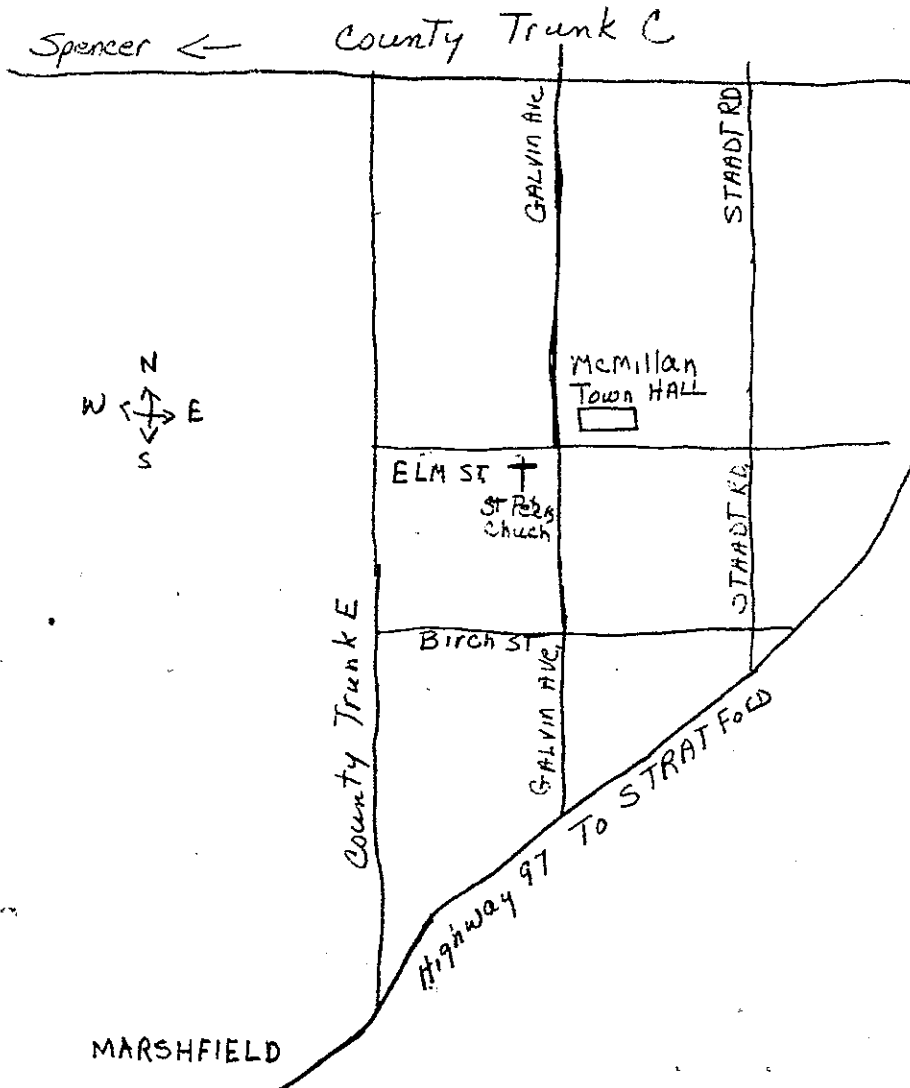 Spencer ← County Trunk C
GALVIN AVE
STAADT RD
McMillan
Town HALL
N
W E
S
ELM ST.
ST Peters
Chuch
STAADT RD.
County Trunk E
Birch ST
GALVIN AVE.
Highway 97 To STRATFORD
MARSHFIELD